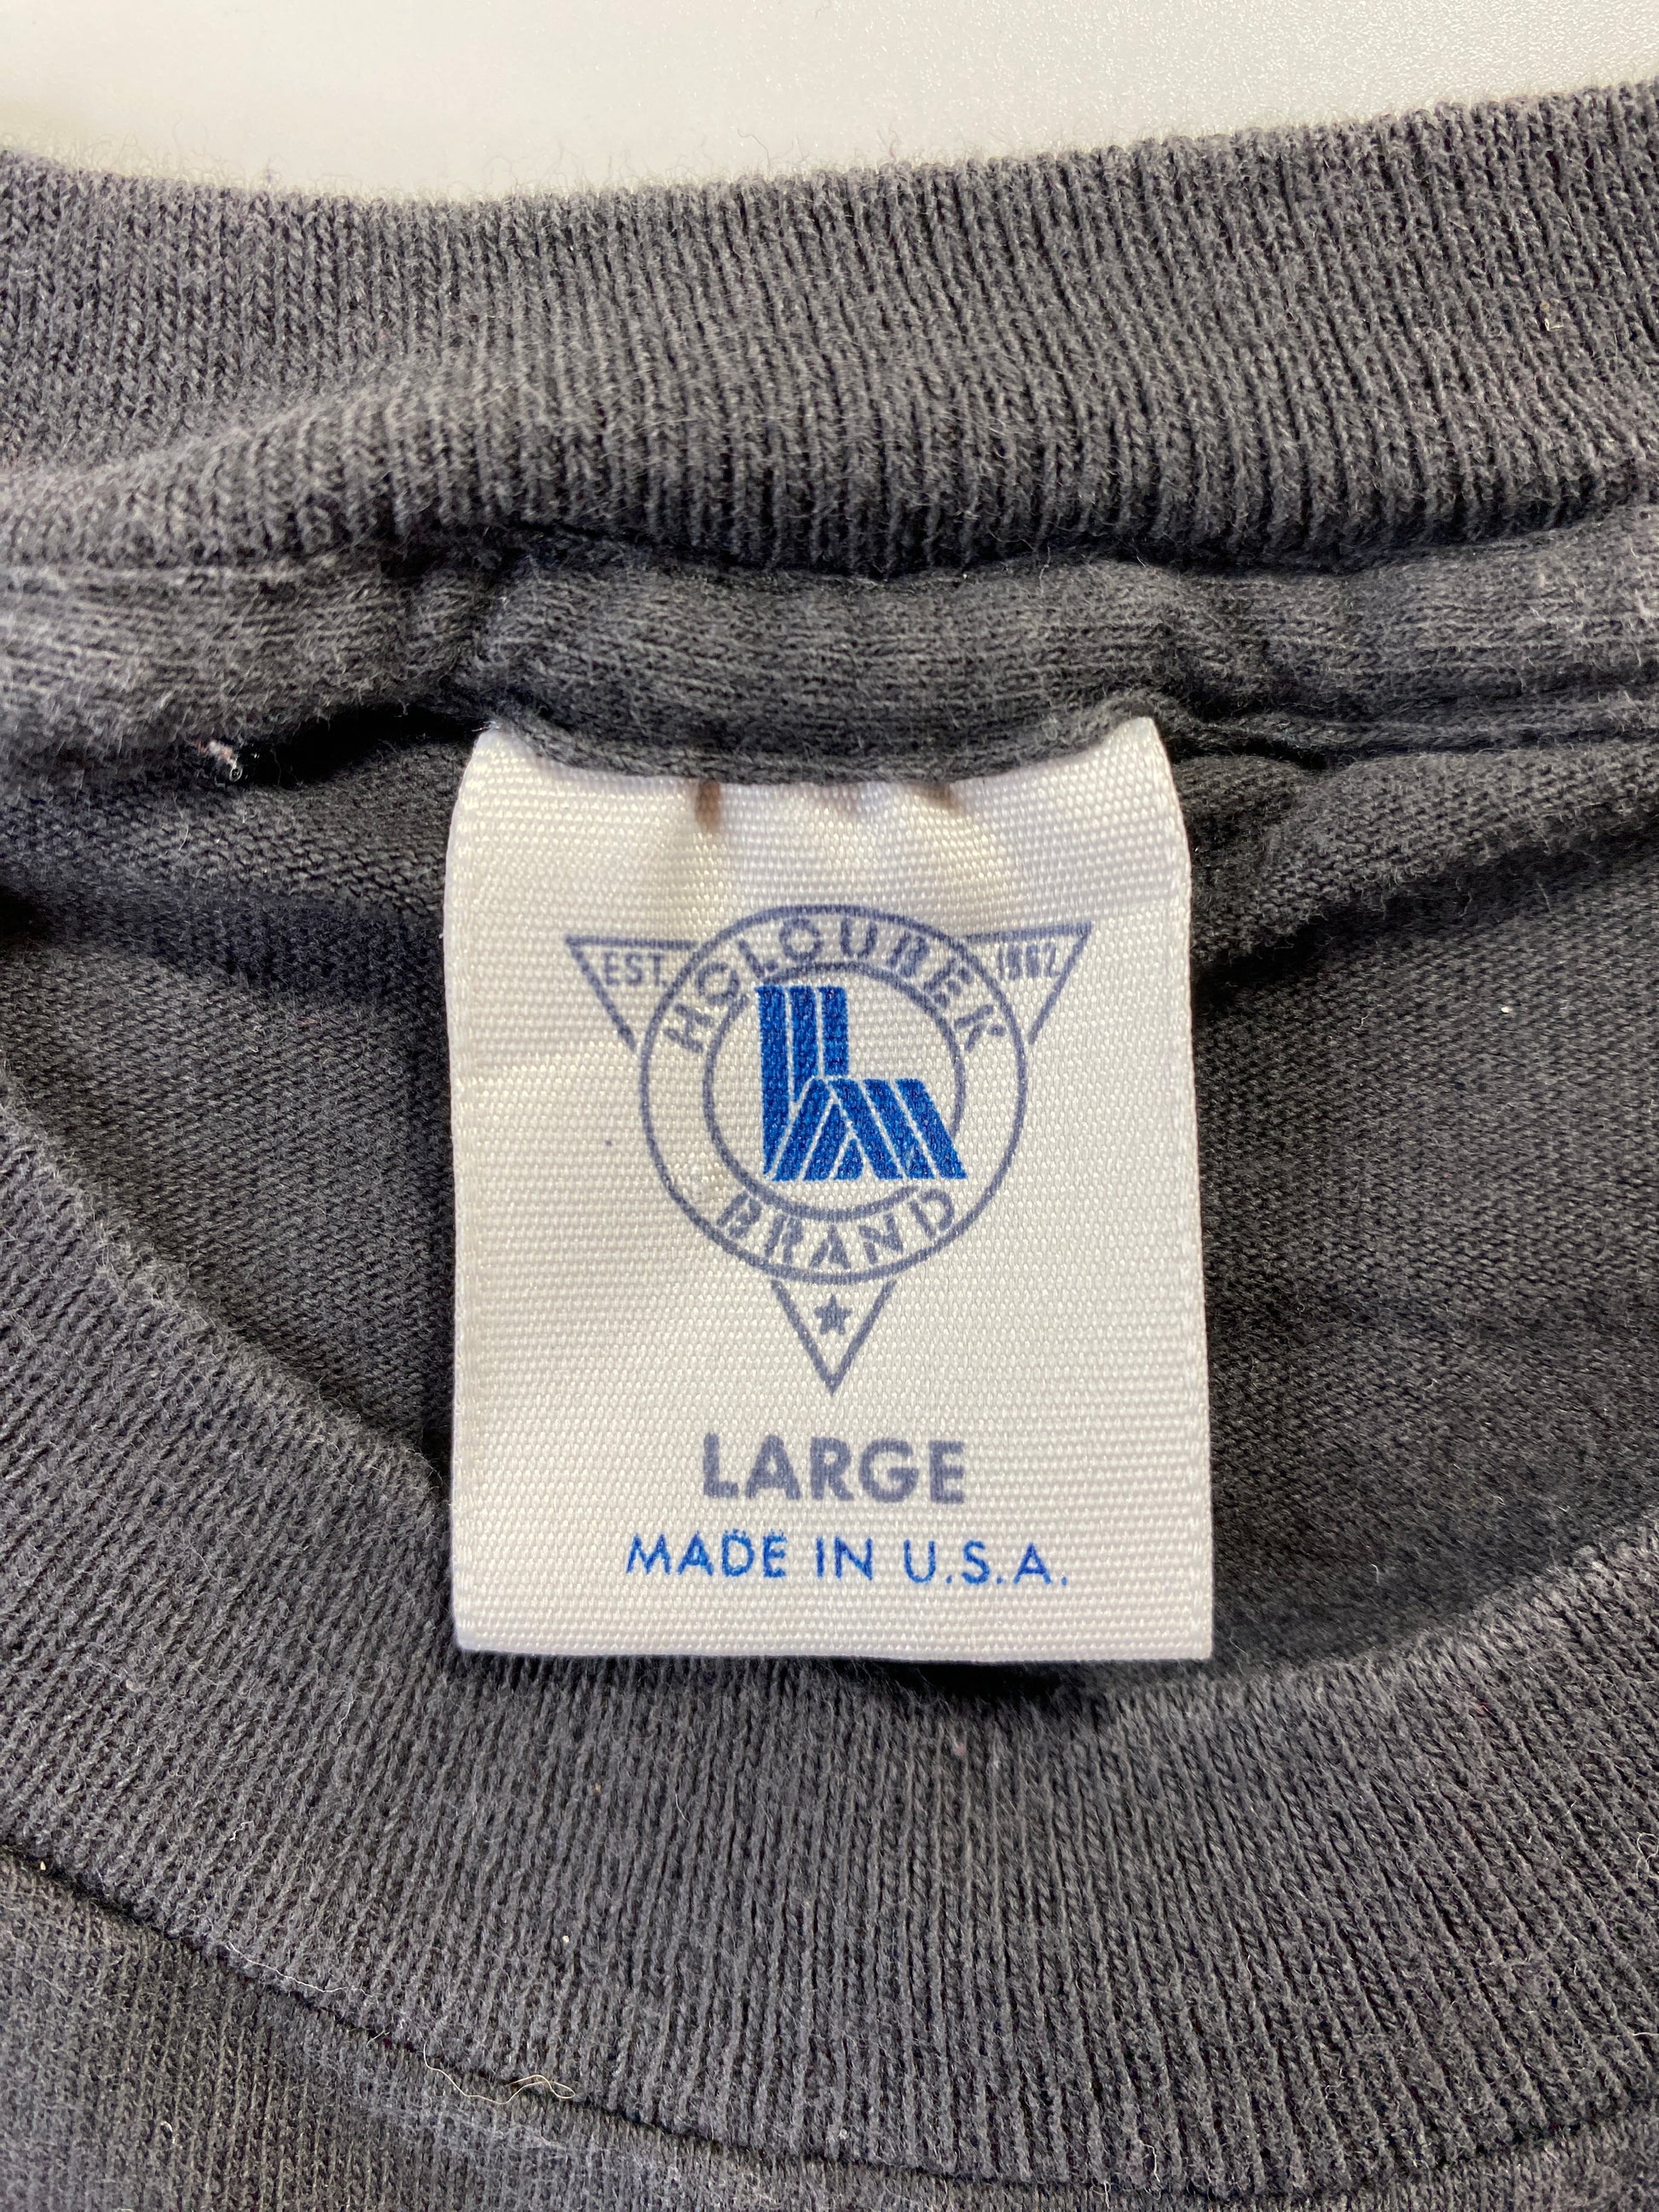 EST. 1962
HOLOUBEK
BRAND
LARGE
MADE IN U.S.A.